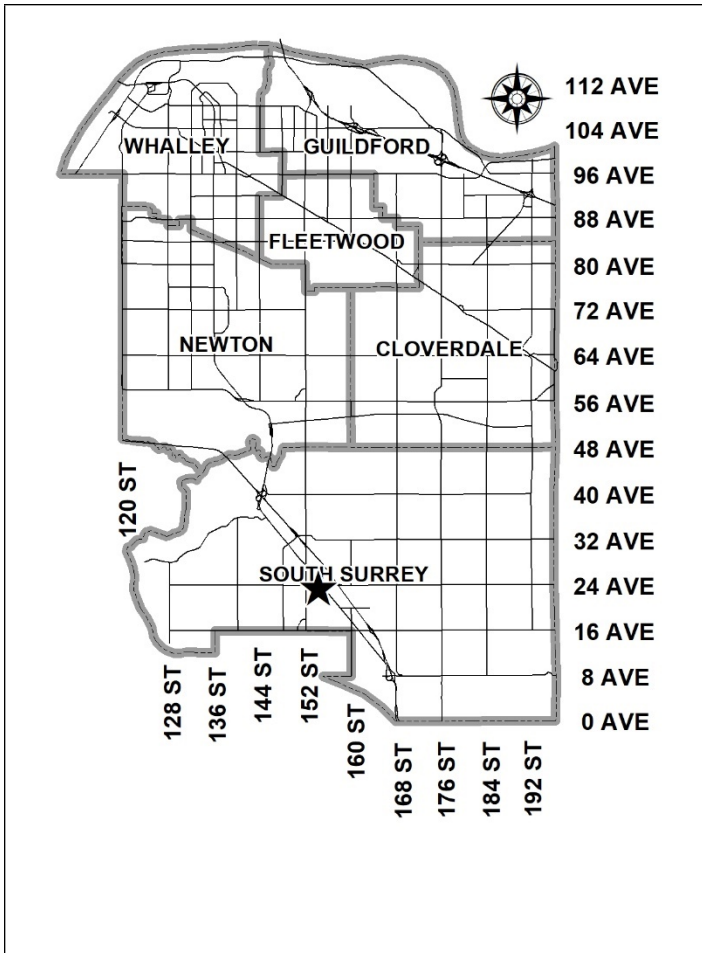 112 AVE
104 AVE
WHALLEY
GUILDFORD
96 AVE
88 AVE
FLEETWOOD
80 AVE
72 AVE
NEWTON
CLOVERDALE
64 AVE
56 AVE
48 AVE
120 ST
40 AVE
32 AVE
SOUTH SURREY
24 AVE
16 AVE
128 ST
136 ST
144 ST
152 ST
160 ST
8 AVE
0 AVE
168 ST
176 ST
184 ST
192 ST